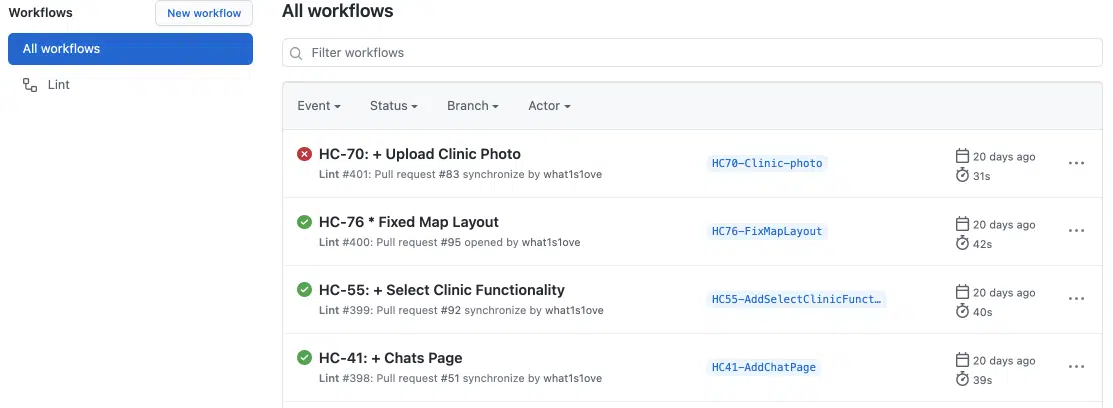 Workflows
New workflow
All workflows
Lint
All workflows
Filter workflows
Event Status Branch Actor
HC-70: + Upload Clinic Photo
Lint #401: Pull request #83 synchronize by what1s1ove
HC70-Clinic-photo
20 days ago
31s
HC-76 * Fixed Map Layout
Lint #400: Pull request #95 opened by what1s1ove
HC76-FixMapLayout
20 days ago
42s
HC-55: + Select Clinic Functionality
Lint #399: Pull request #92 synchronize by what1s1ove
HC55-AddSelectClinicFunct…
20 days ago
40s
HC-41: + Chats Page
Lint #398: Pull request #51 synchronize by what1s1ove
HC41-AddChatPage
20 days ago
39s